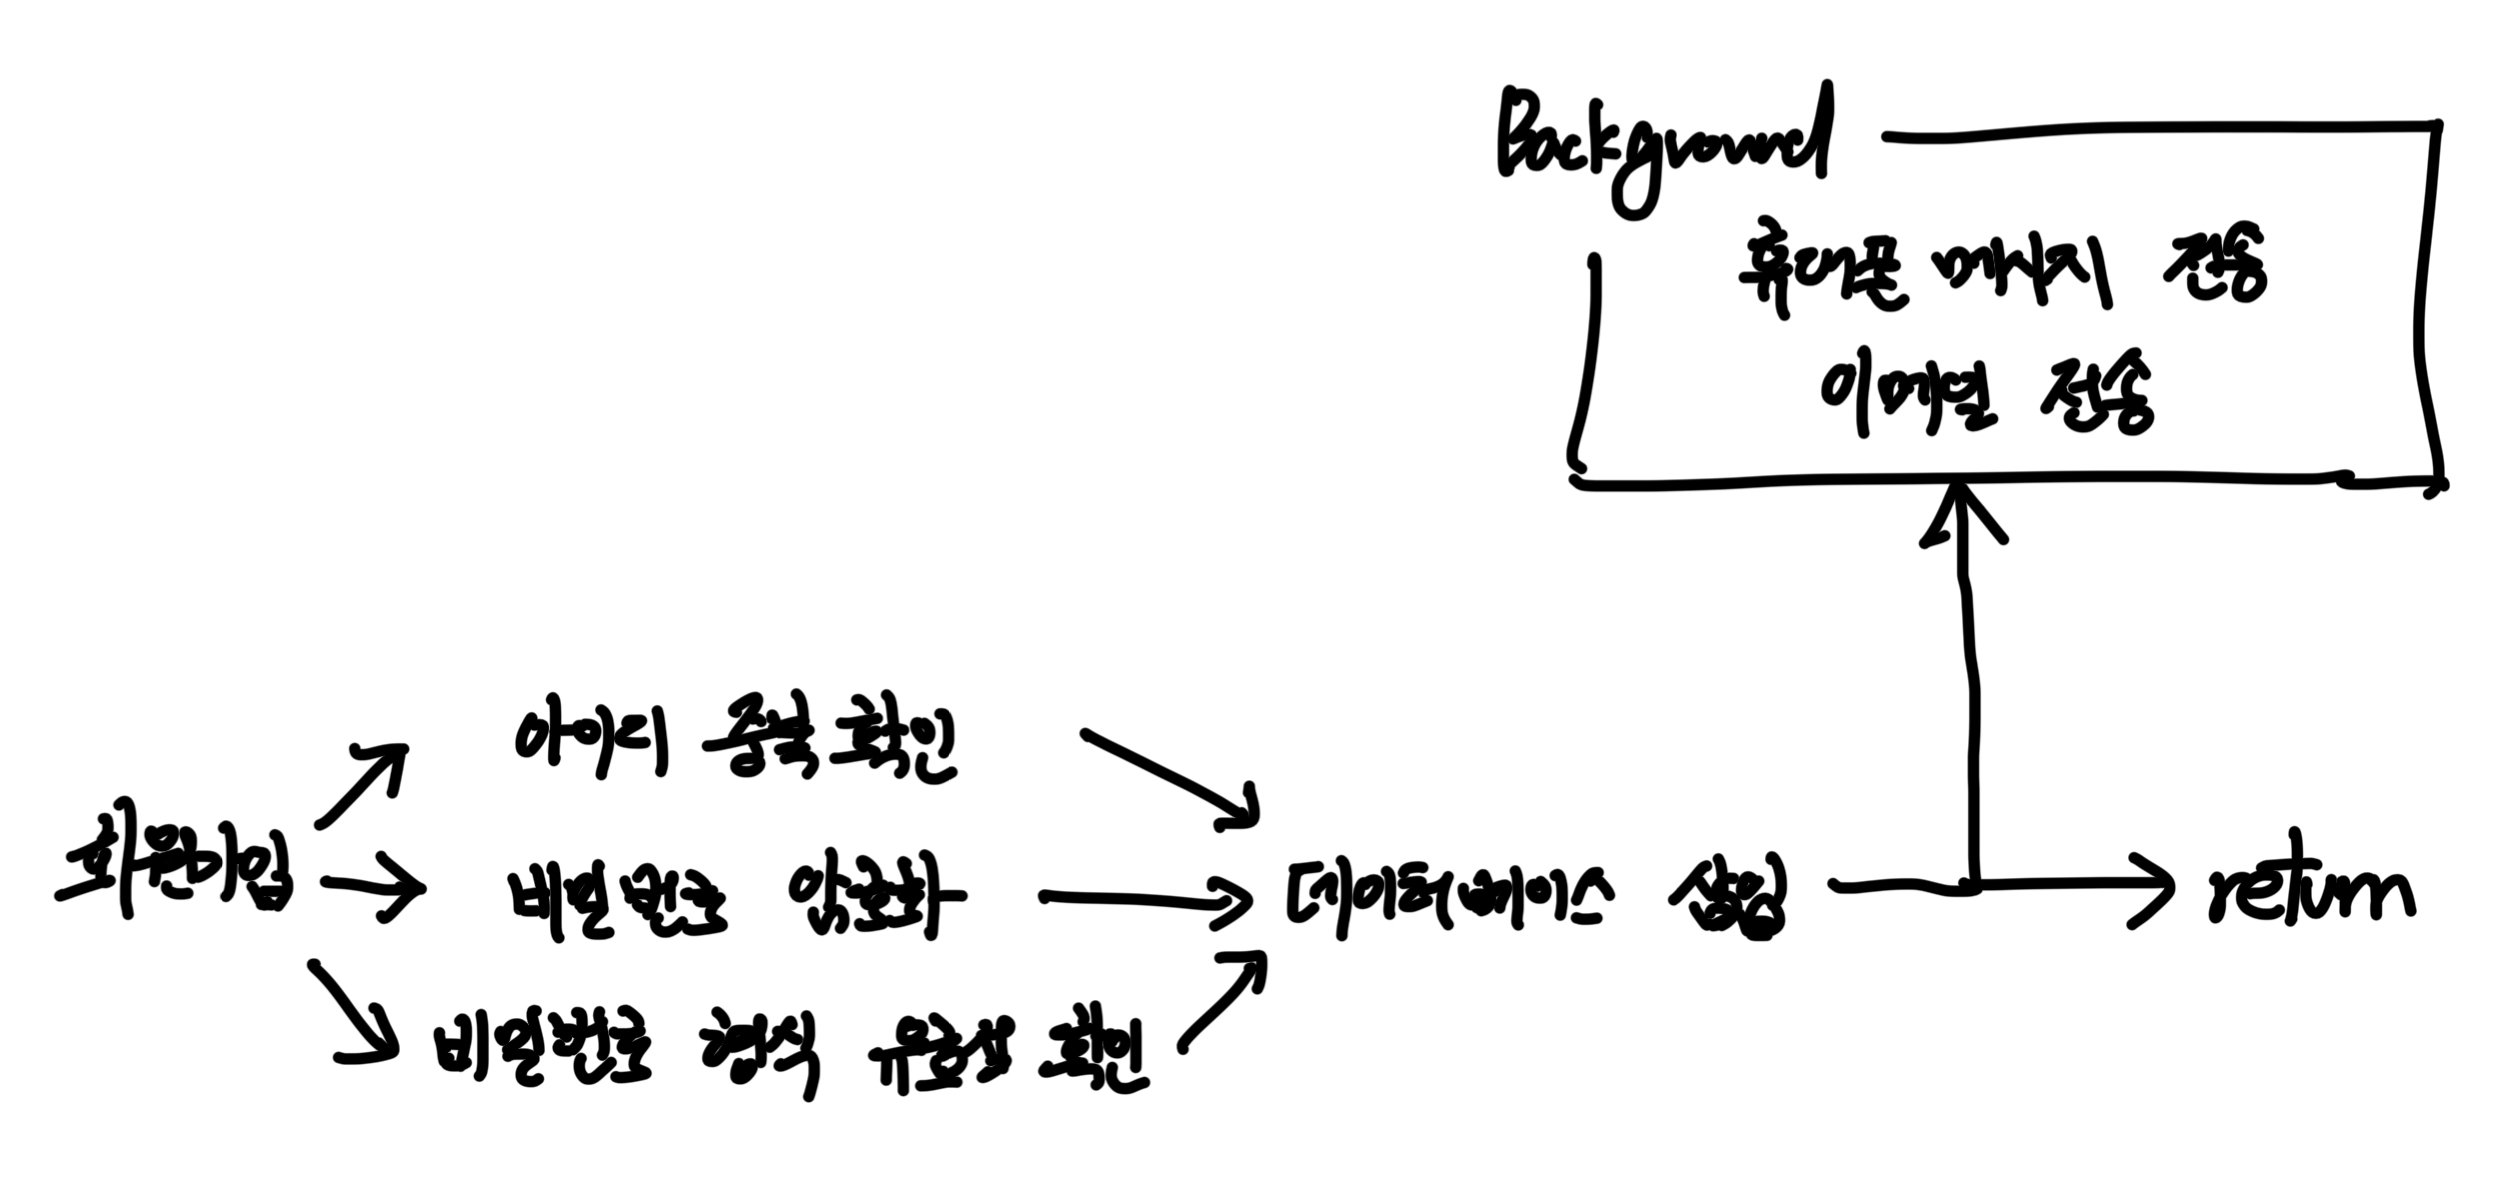 Background
휴대폰 메시지 전송
이메일 전송
아이디 중복 확인
회원가입
비밀번호 암호화
데이터베이스 삽입
return
비밀번호 형식 유효성 확인